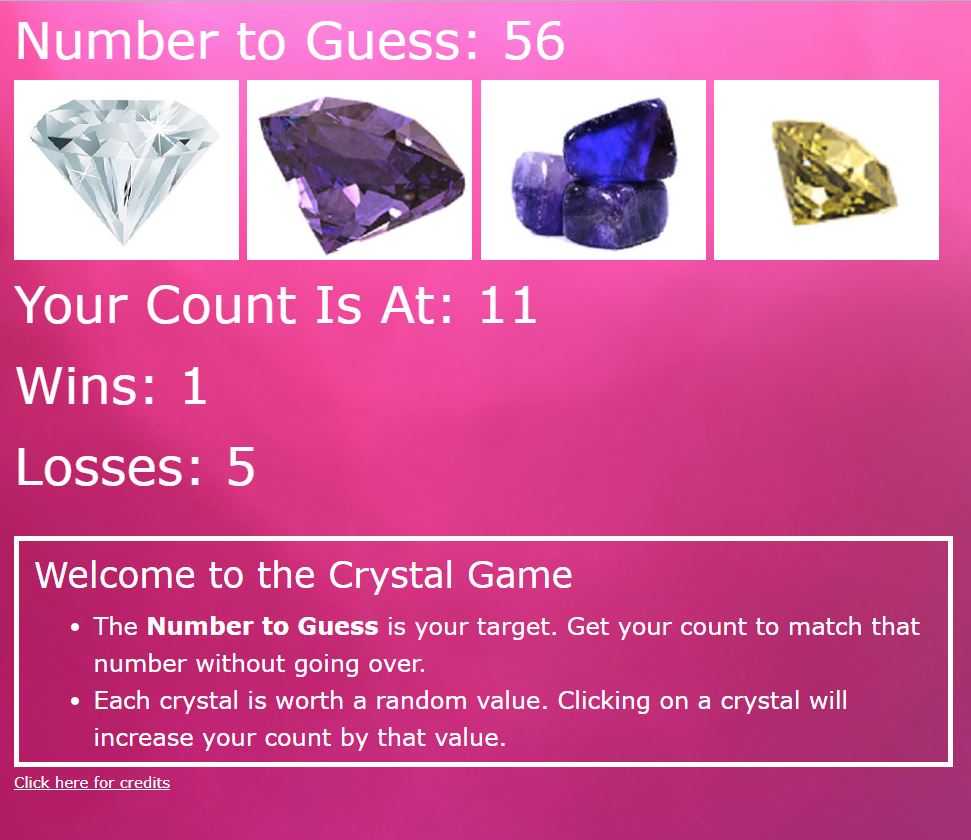 Number to Guess: 56
Your Count Is At: 11
Wins: 1
Losses: 5
Welcome to the Crystal Game
• The Number to Guess is your target. Get your count to match that
number without going over.
• Each crystal is worth a random value. Clicking on a crystal will
increase your count by that value.
Click here for credits